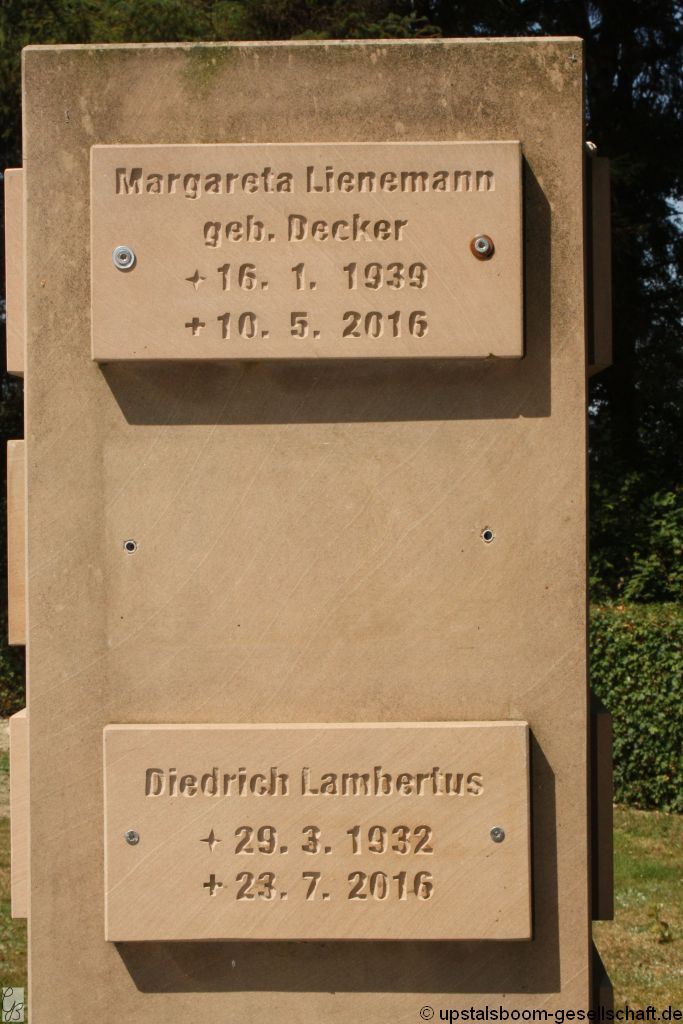 Margareta Lienemann
geb. Decker
✦ 16. 1. 1939
✝ 10. 5. 2016
Diedrich Lambertus
✦ 29. 3. 1932
✝ 23. 7. 2016
© upstalsboom-gesellschaft.de